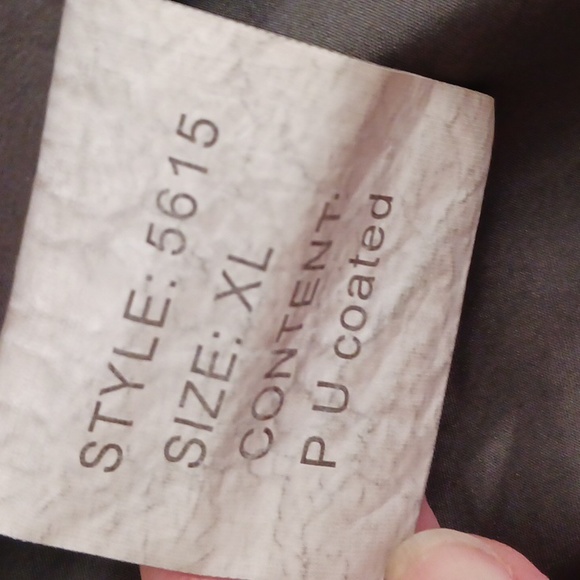 STYLE: 5615
SIZE: XL
CONTENT:
P U coated